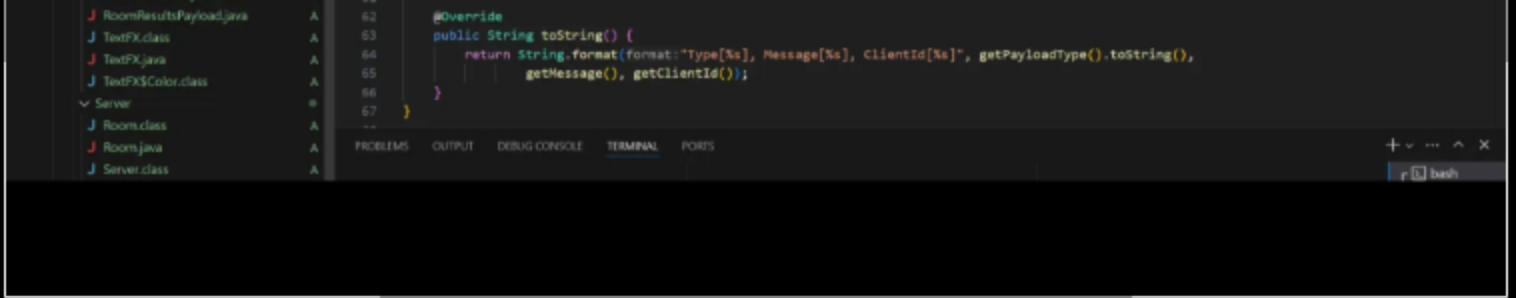 RoomResultsPayload.java A
TextFX.class A
TextFX.java A
TextFX$Color.class A
Server
Room.class A
Room.java A
Server.class A
62 @Override
63 public String toString() {
64 return String.format(format:"Type[%s], Message[%s], ClientId[%s]", getPayloadType().toString(),
65 getMessage(), getClientId());
66 }
67 }
PROBLEMS OUTPUT DEBUG CONSOLE TERMINAL PORTS
bash